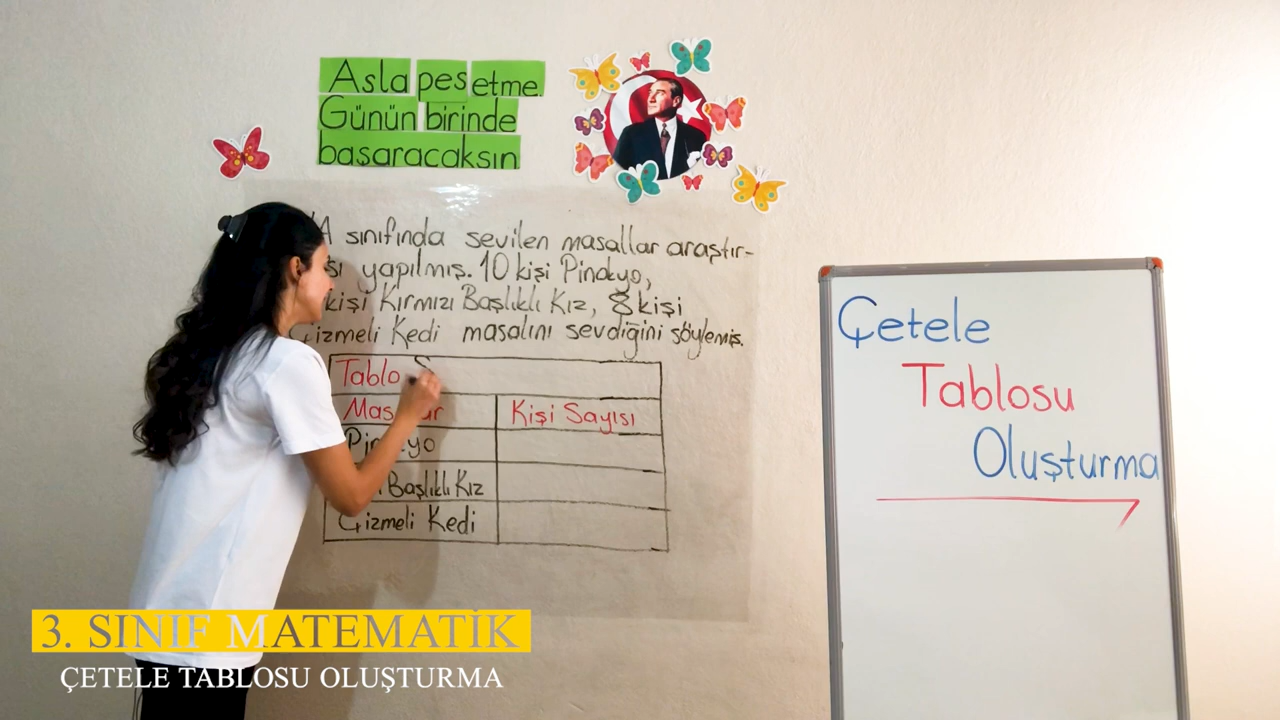 Asla pes etme.
Günün birinde
başaracaksın
A sınıfında sevilen masallar araştır-
sı yapılmış. 10 kişi Pinokyo,
kişi Kırmızı Başlıklı Kız, 8 kişi
Çizmeli Kedi masalını sevdiğini söylemiş.
Tablo
Kişi Sayısı
Başlıklı Kız
Çizmeli Kedi
Çetele
Tablosu
Oluşturma
3. SINIF MATEMATİK
ÇETELE TABLOSU OLUŞTURMA